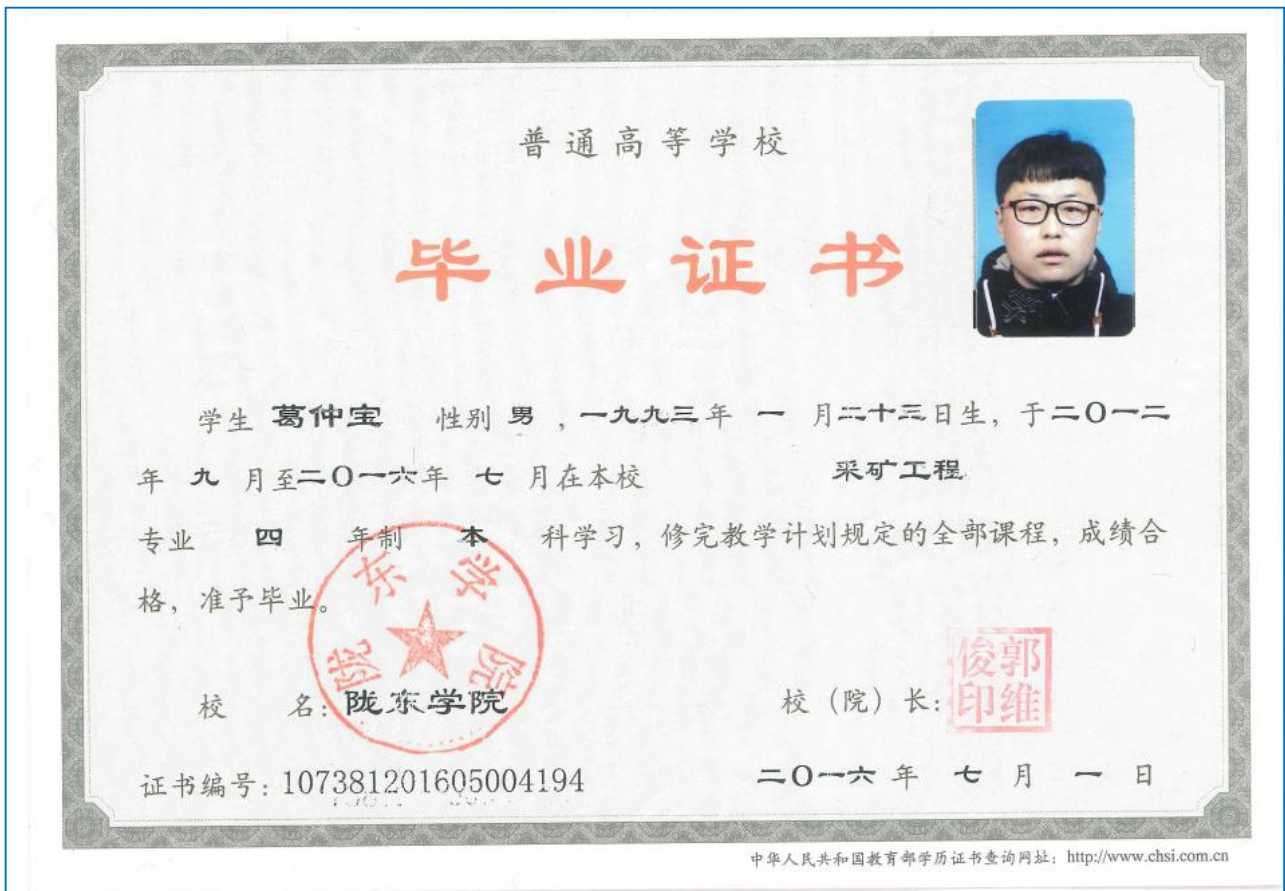 普通高等学校
毕业证书
学生 葛仲宝 性别 男 ，一九九三年 一 月二十三日生，于二〇一二
年 九 月至二〇一六年 七 月在本校 采矿工程
专业 四 年制 本 科学习，修完教学计划规定的全部课程，成绩合
格，准予毕业。
陇东学院
校 名：陇东学院 校（院）长：
郭维俊印
证书编号：107381201605004194 二〇一六 年 七 月 一 日
中华人民共和国教育部学历证书查询网址：http://www.chsi.com.cn